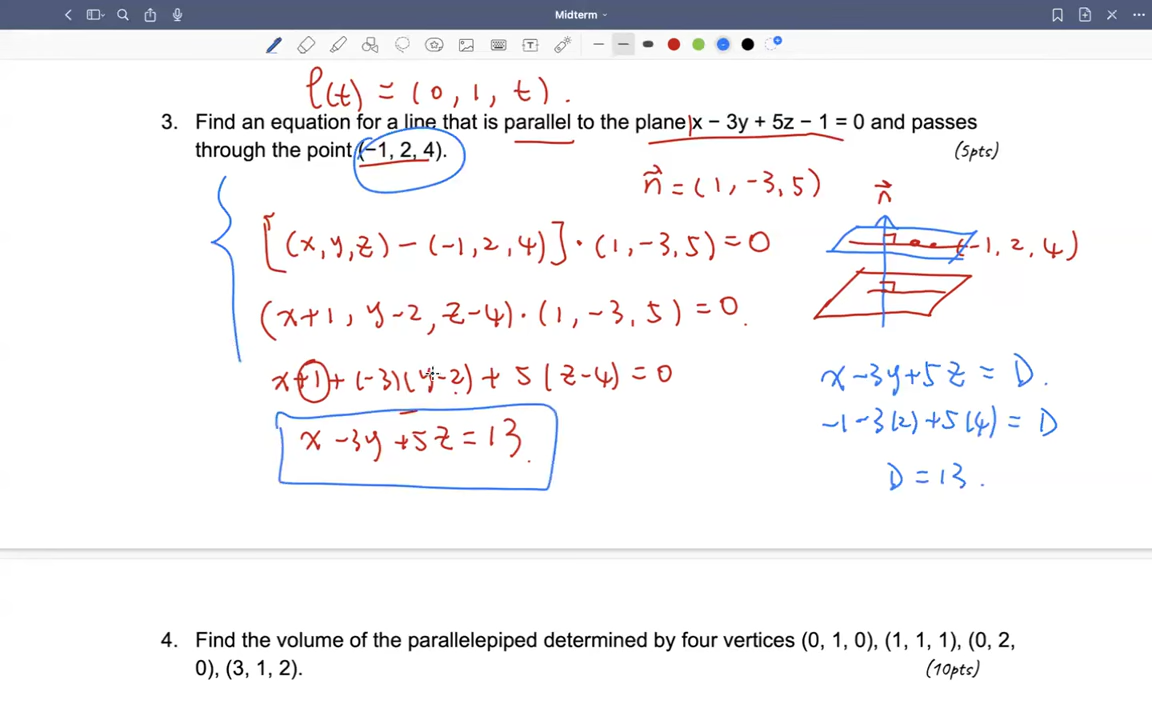 Midterm
l(t) = (0, 1, t).
3. Find an equation for a line that is parallel to the plane x − 3y + 5z − 1 = 0 and passes
through the point (−1, 2, 4).
(5pts)
n⃗ = (1, -3, 5)
n⃗
[(x, y, z) - (-1, 2, 4)] · (1, -3, 5) = 0
(-1, 2, 4)
(x+1, y-2, z-4) · (1, -3, 5) = 0.
x+1 + (-3)(y-2) + 5(z-4) = 0
x -3y +5z = 13.
x -3y +5z = D.
-1 -3(2) +5(4) = D
D = 13.
4. Find the volume of the parallelepiped determined by four vertices (0, 1, 0), (1, 1, 1), (0, 2,
0), (3, 1, 2).
(10pts)